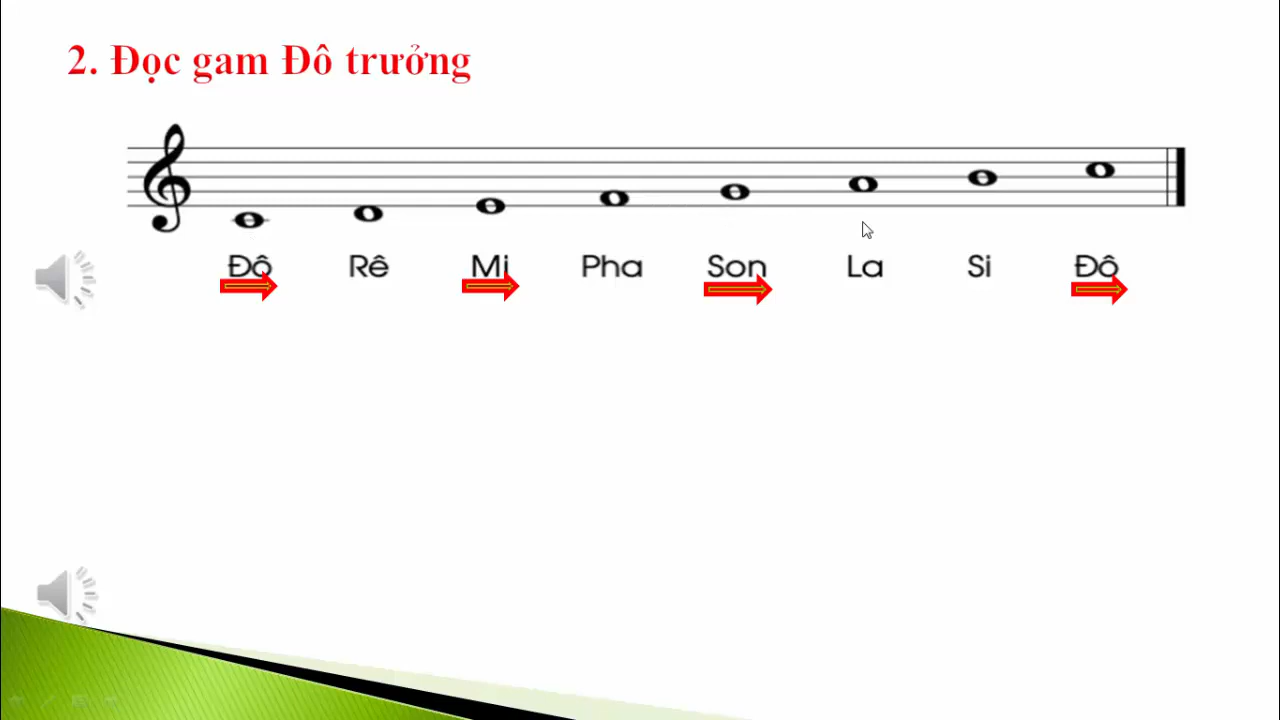 2. Đọc gam Đô trưởng
Đô Rê Mi Pha Son La Si Đô